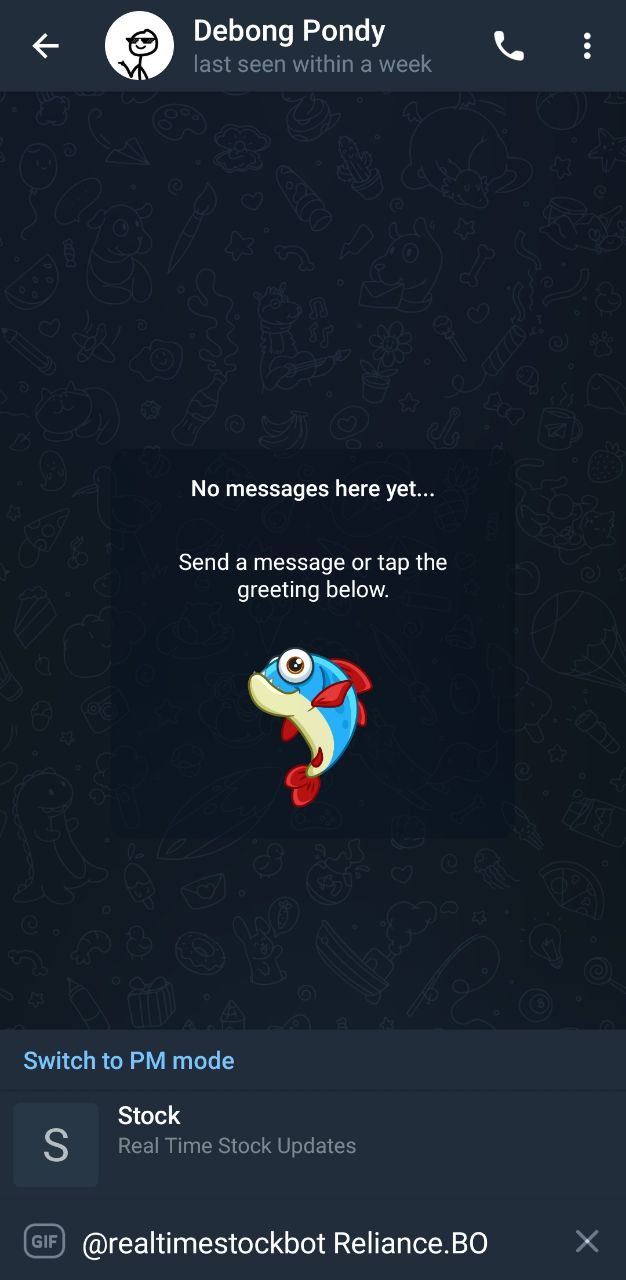 Debong Pondy
last seen within a week
No messages here yet...
Send a message or tap the
greeting below.
Switch to PM mode
S
Stock
Real Time Stock Updates
GIF
@realtimestockbot Reliance.BO